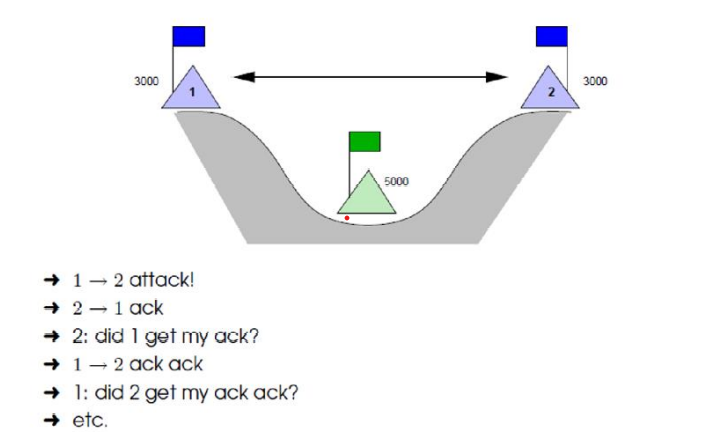 3000
1
2
3000
5000
➜ 1 → 2 attack!
➜ 2 → 1 ack
➜ 2: did 1 get my ack?
➜ 1 → 2 ack ack
➜ 1: did 2 get my ack ack?
➜ etc.